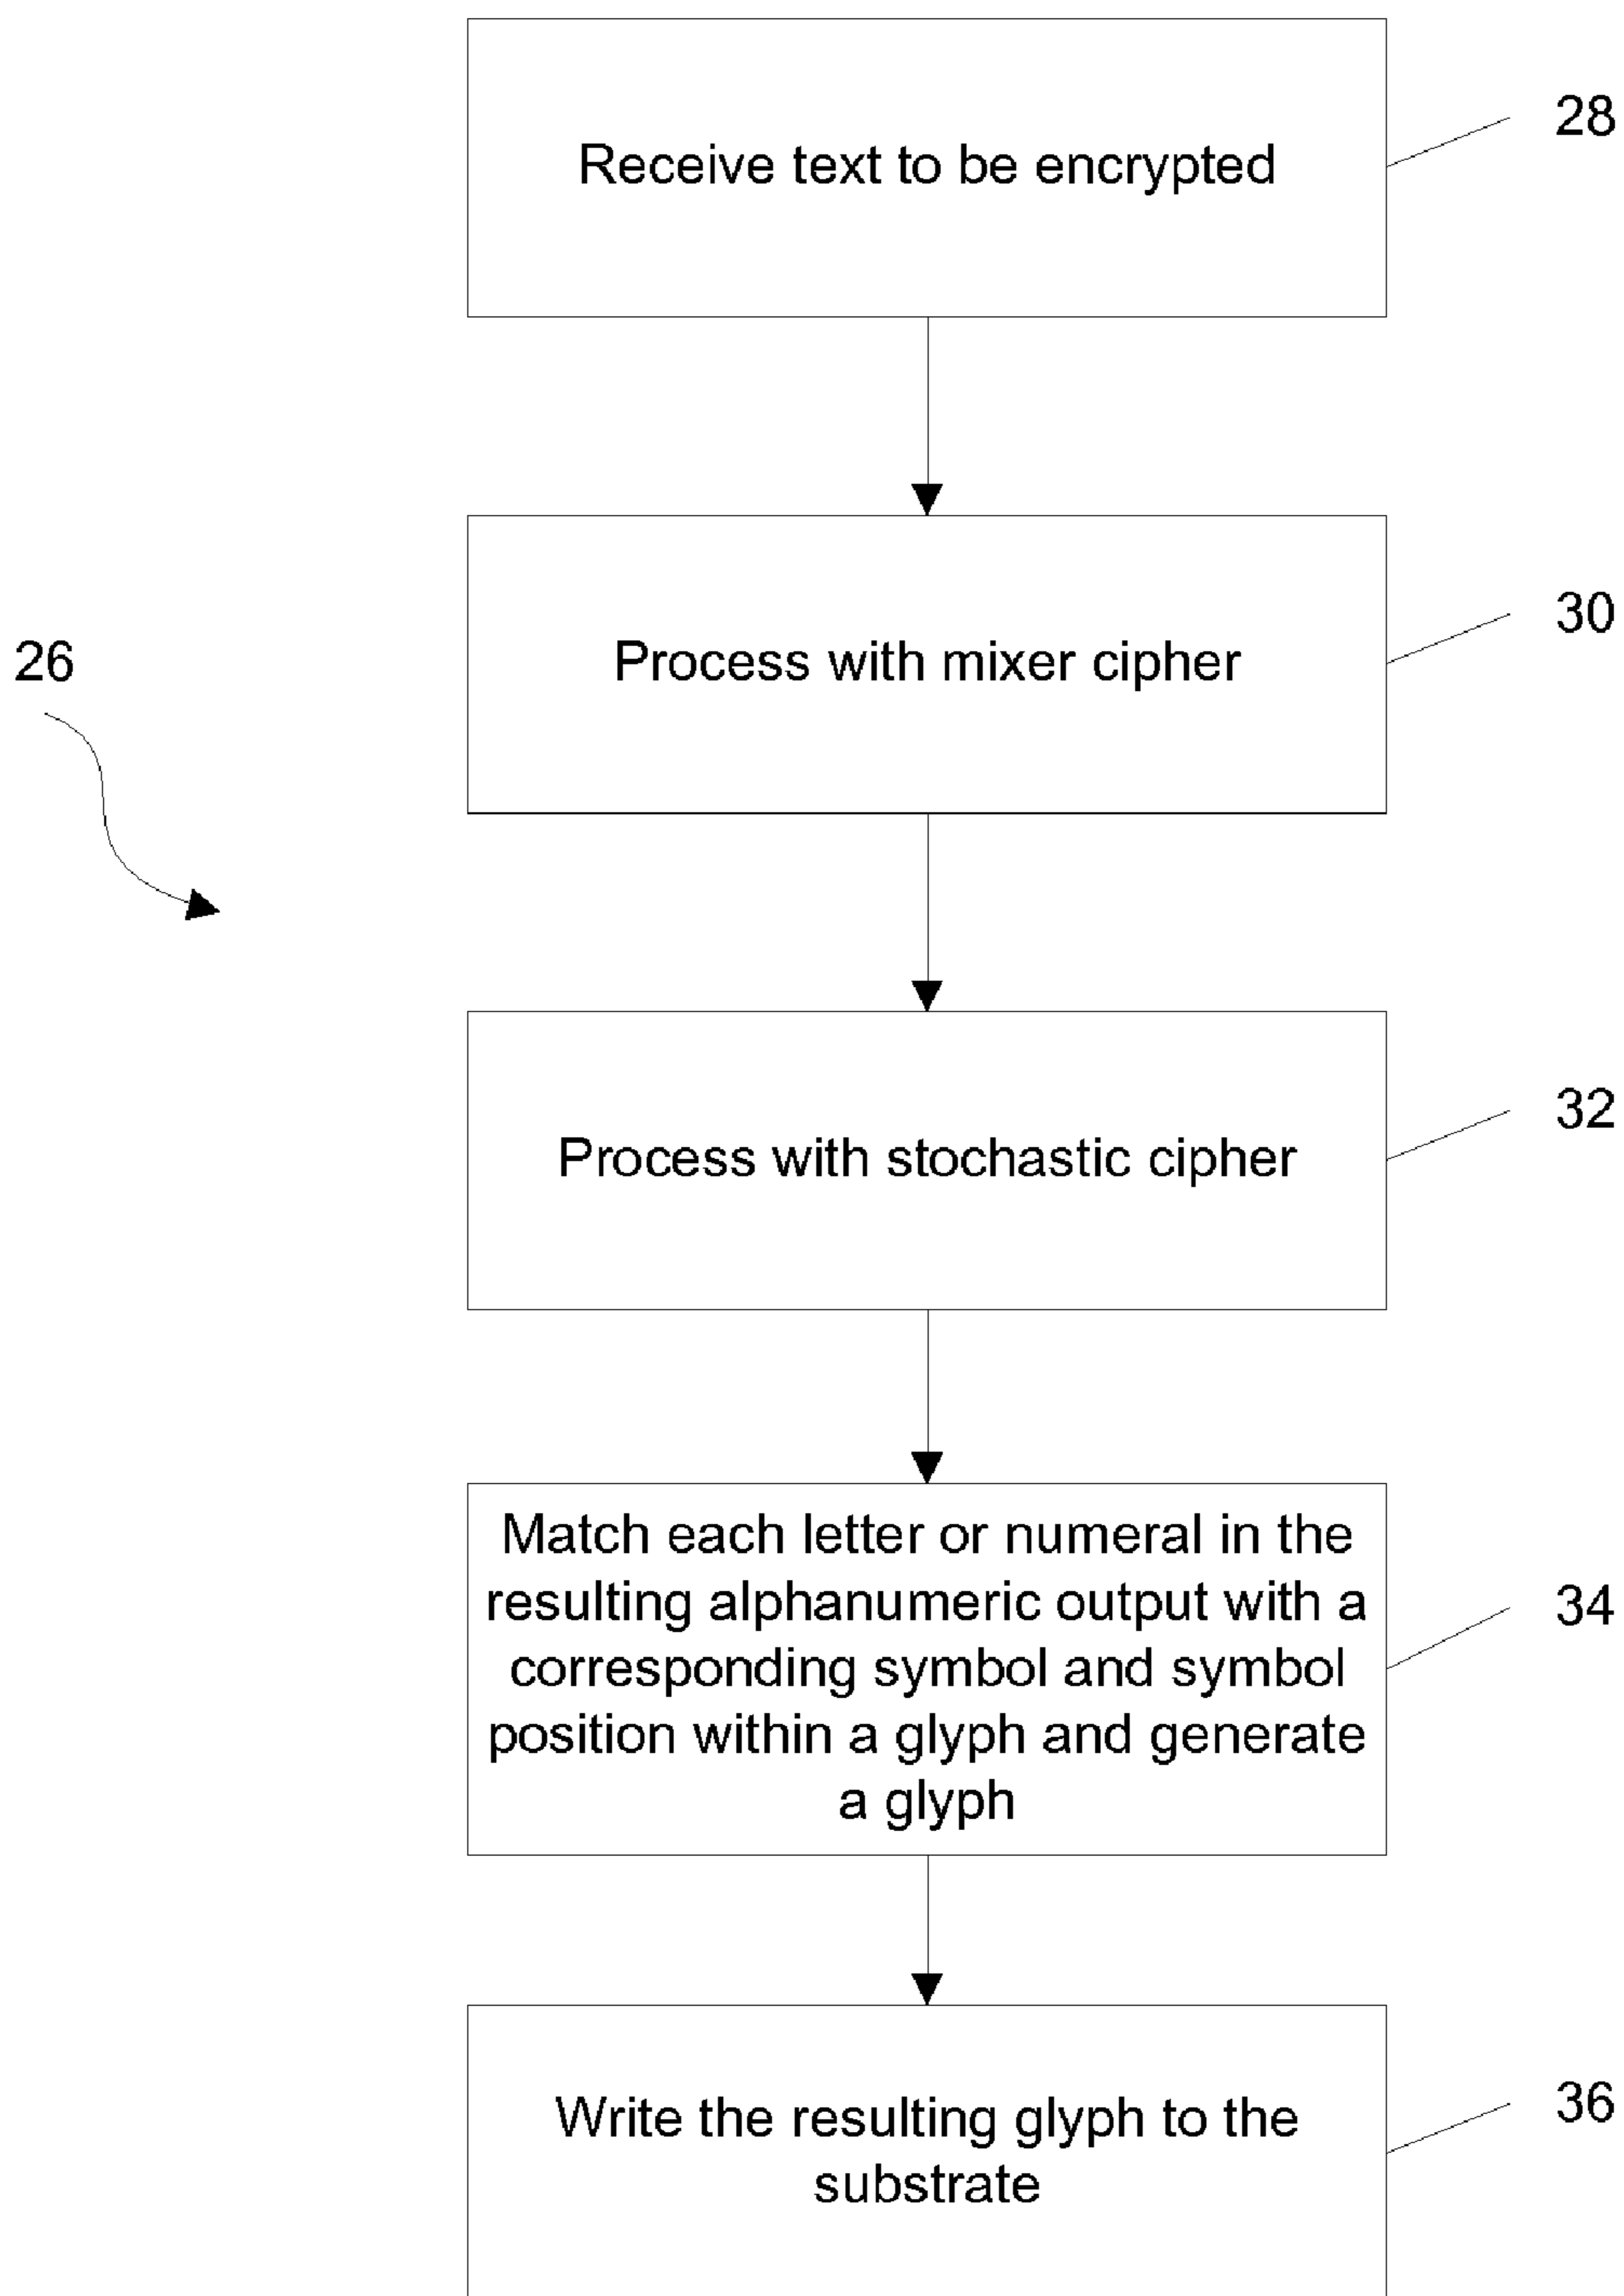 Receive text to be encrypted
28
Process with mixer cipher
30
26
Process with stochastic cipher
32
Match each letter or numeral in the
resulting alphanumeric output with a
corresponding symbol and symbol
position within a glyph and generate
a glyph
34
Write the resulting glyph to the
substrate
36